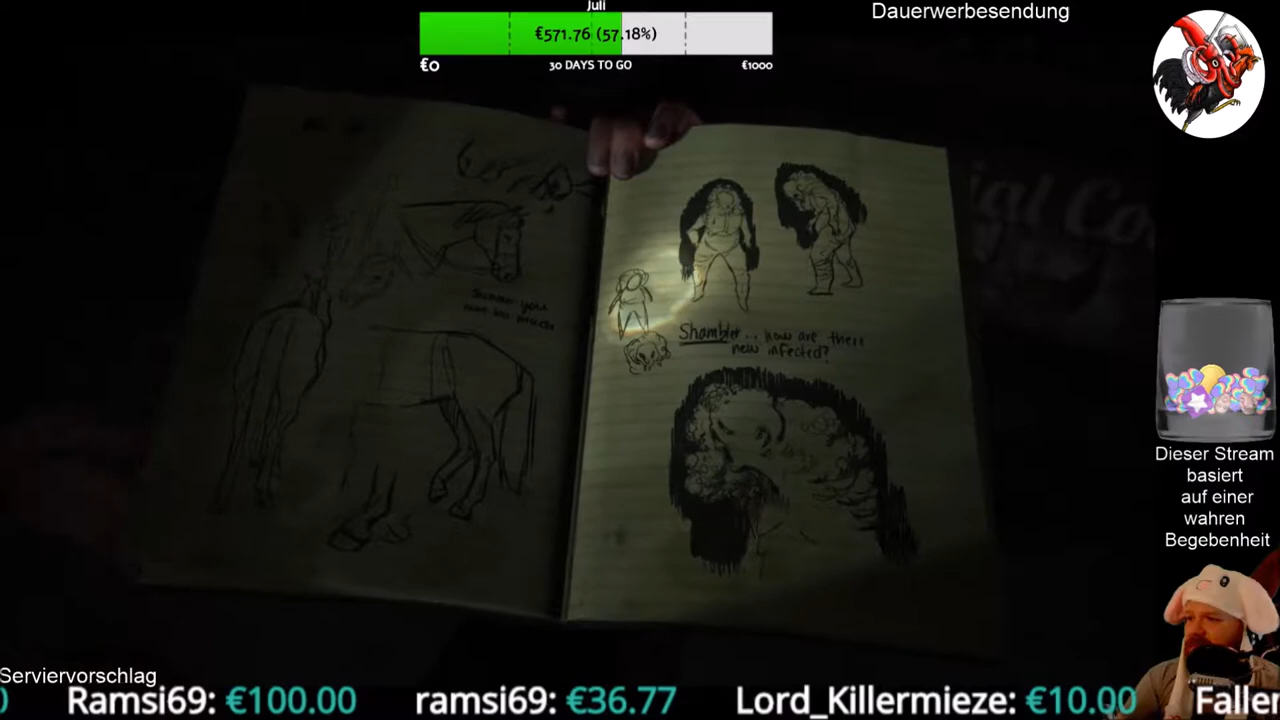 Juli
€571.76 (57.18%)
€0
30 DAYS TO GO
€1000
Dauerwerbesendung
Shambler... how are there
new infected?
Dieser Stream
basiert
auf einer
wahren
Begebenheit
Serviervorschlag
Ramsi69: €100.00 ramsi69: €36.77 Lord_Killermieze: €10.00 Faller